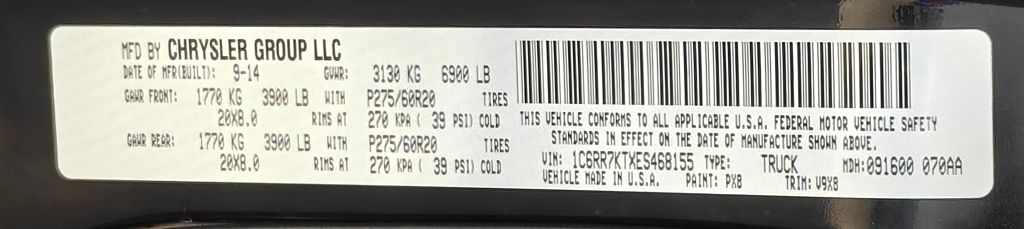 MFD BY CHRYSLER GROUP LLC
DATE OF MFR(BUILT): 9-14 GVWR: 3130 KG 6900 LB
GAWR FRONT: 1770 KG 3900 LB WITH P275/60R20 TIRES
20X8.0 RIMS AT 270 KPA ( 39 PSI) COLD
GAWR REAR: 1770 KG 3900 LB WITH P275/60R20 TIRES
20X8.0 RIMS AT 270 KPA ( 39 PSI) COLD
THIS VEHICLE CONFORMS TO ALL APPLICABLE U.S.A. FEDERAL MOTOR VEHICLE SAFETY
STANDARDS IN EFFECT ON THE DATE OF MANUFACTURE SHOWN ABOVE.
VIN: 1C6RR7KTXES468155 TYPE: TRUCK MDH:091600 070AA
VEHICLE MADE IN U.S.A. PAINT: PX8 TRIM: V9X8